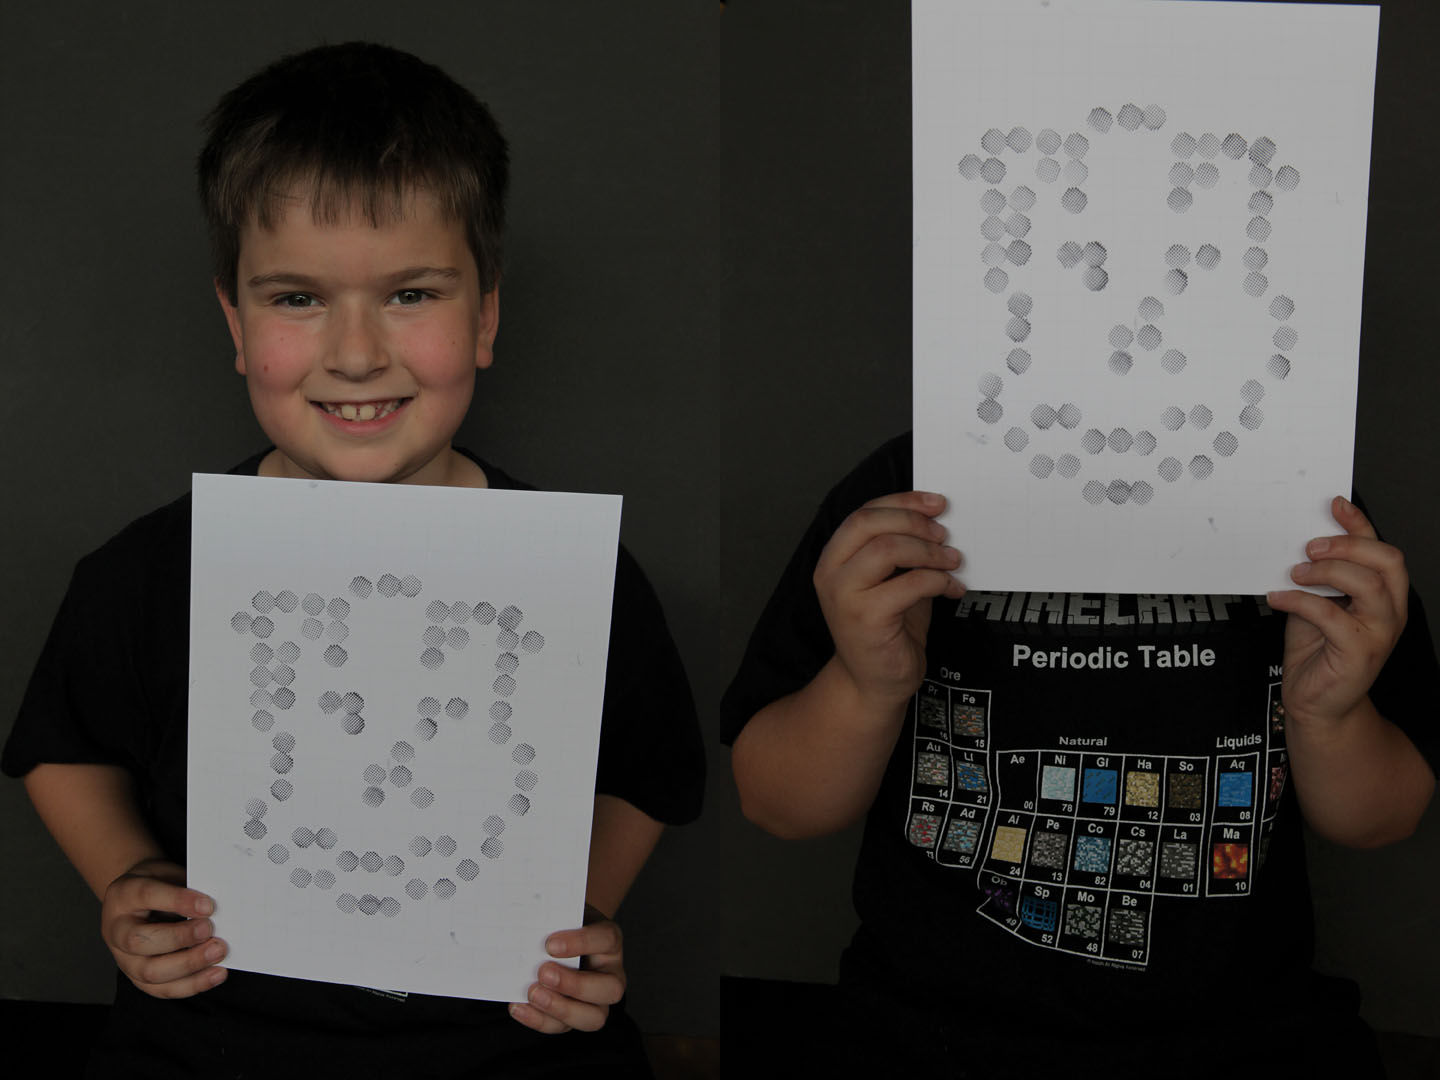 MINECRAFT
Periodic Table
Ore
Pr
16
Fe
15
Au
14
Li
21
Rs
11
Ad
56
Natural
Ae
00
Ni
78
Gl
79
Ha
12
So
03
Al
24
Pe
13
Co
82
Cs
04
La
01
Ob
49
Sp
52
Mo
48
Be
07
Liquids
Aq
08
Ma
10
Ne